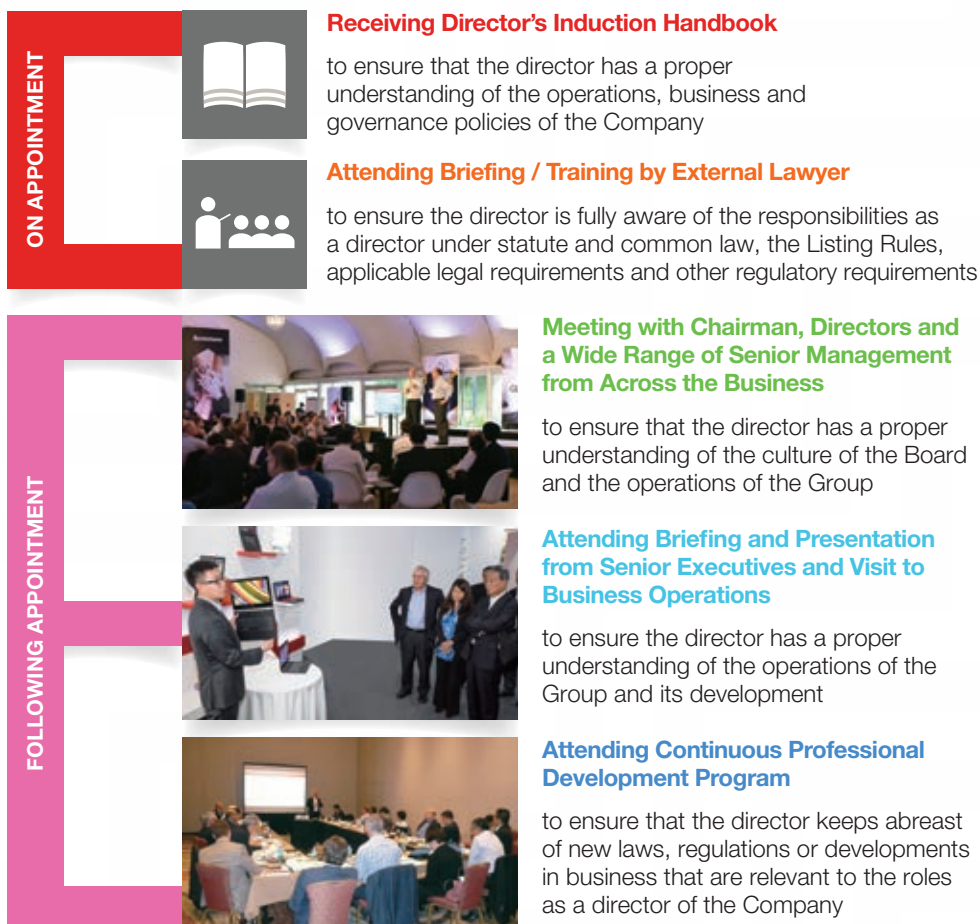 ON APPOINTMENT
Receiving Director's Induction Handbook
to ensure that the director has a proper
understanding of the operations, business and
governance policies of the Company
Attending Briefing / Training by External Lawyer
to ensure the director is fully aware of the responsibilities as
a director under statute and common law, the Listing Rules,
applicable legal requirements and other regulatory requirements
FOLLOWING APPOINTMENT
Meeting with Chairman, Directors and
a Wide Range of Senior Management
from Across the Business
to ensure that the director has a proper
understanding of the culture of the Board
and the operations of the Group
Attending Briefing and Presentation
from Senior Executives and Visit to
Business Operations
to ensure the director has a proper
understanding of the operations of the
Group and its development
Attending Continuous Professional
Development Program
to ensure that the director keeps abreast
of new laws, regulations or developments
in business that are relevant to the roles
as a director of the Company